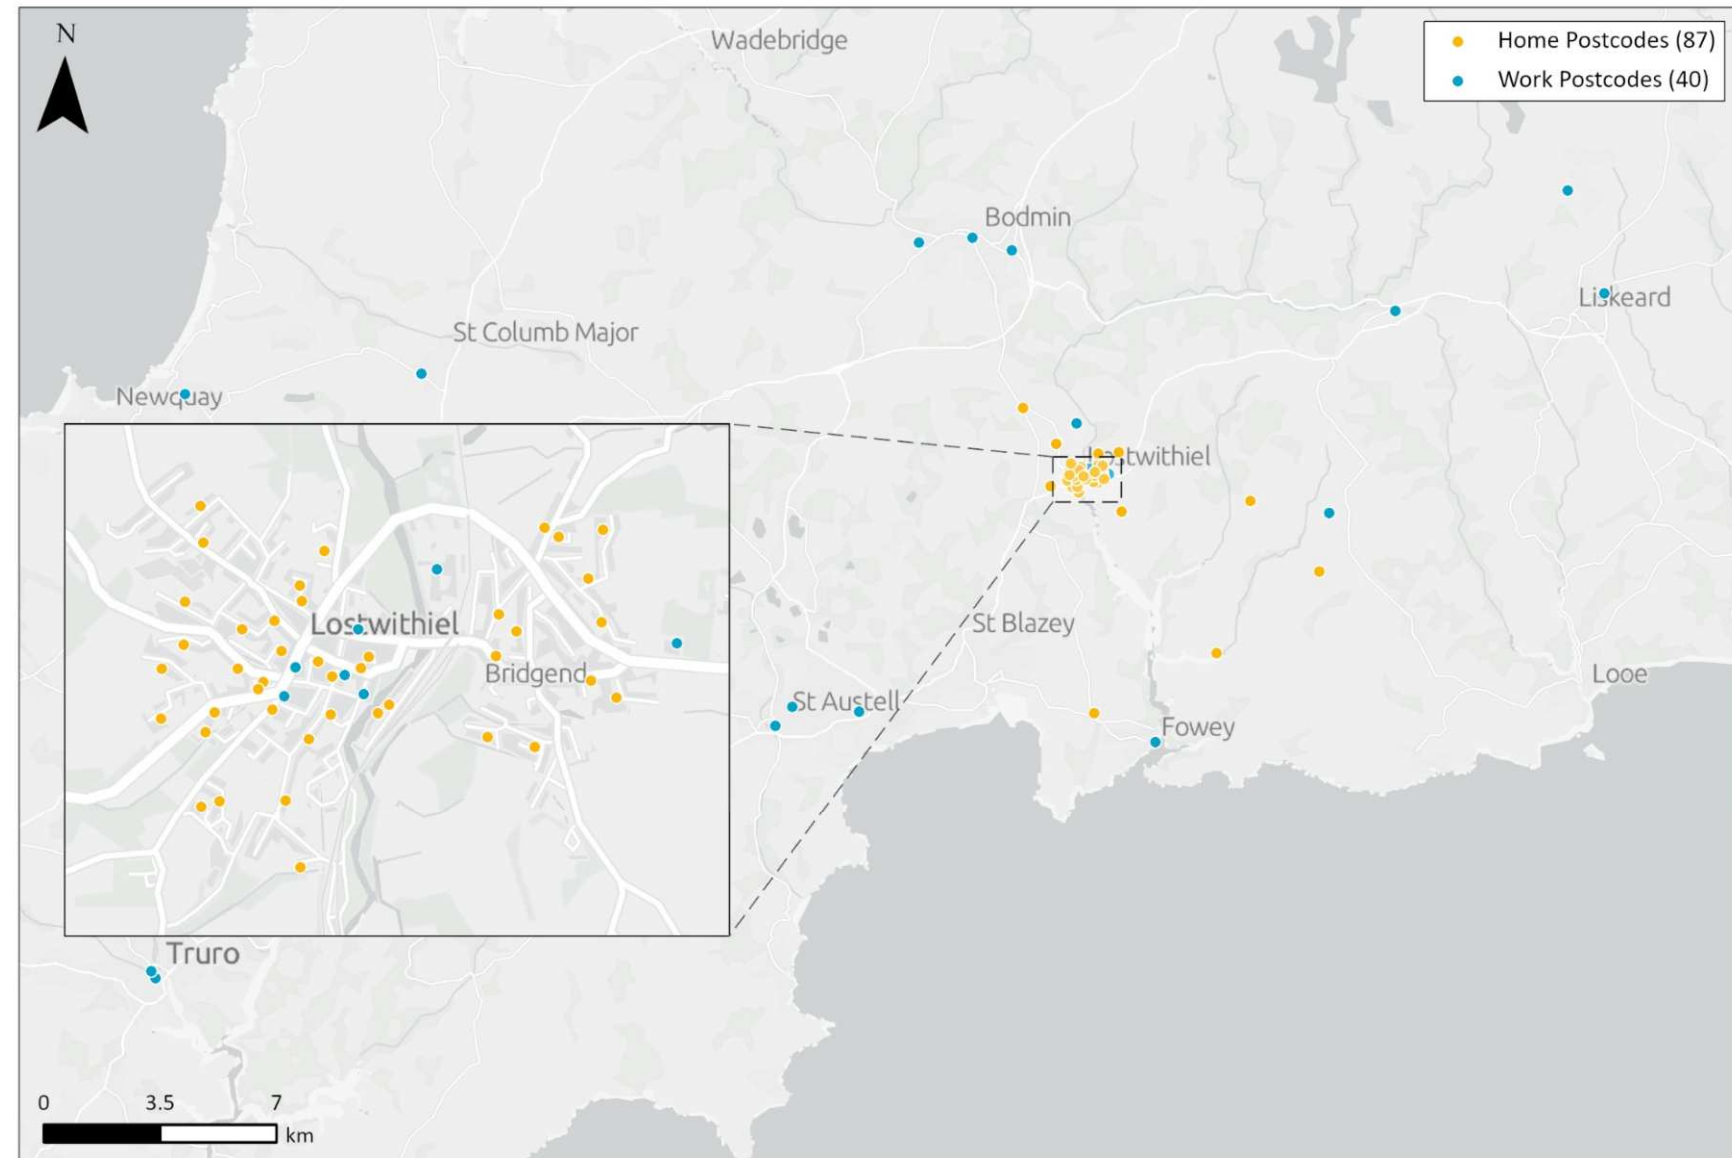 N
Wadebridge
Home Postcodes (87)
Work Postcodes (40)
Bodmin
Liskeard
St Columb Major
Newquay
Lostwithiel
Lostwithiel
St Blazey
Bridgend
Looe
St Austell
Fowey
Truro
0 3.5 7
km